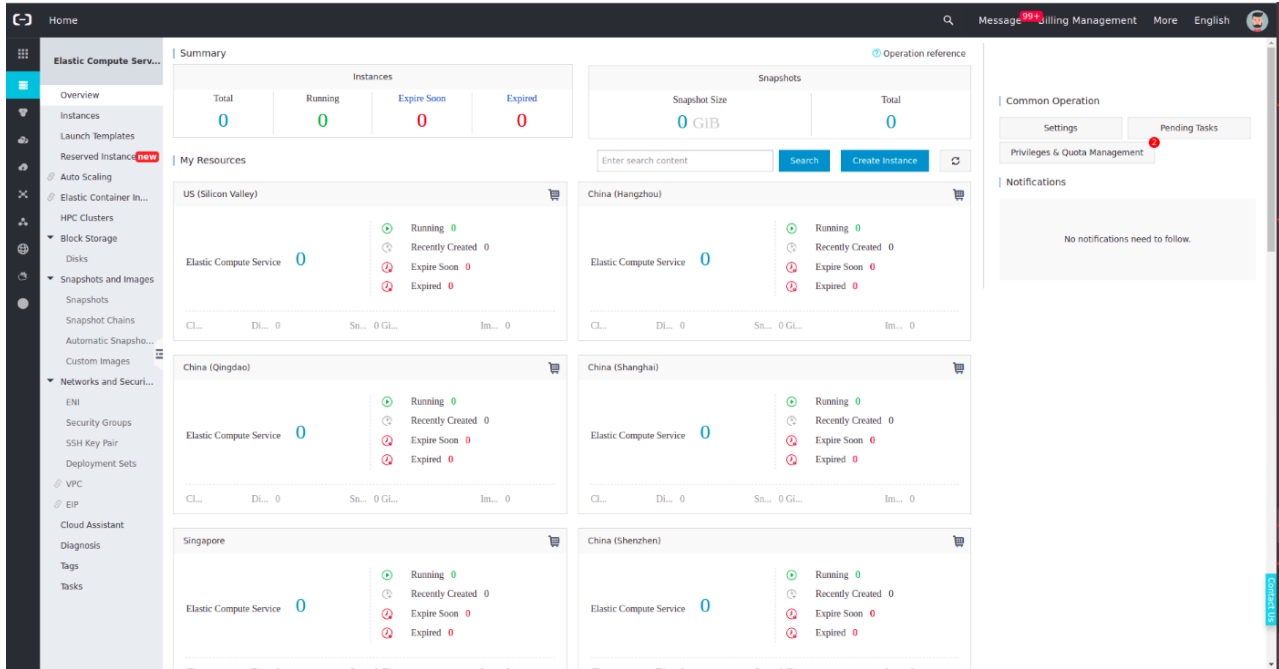 Home
Message 99+ Billing Management More English
Elastic Compute Serv...
Overview
Instances
Launch Templates
Reserved Instance new
Auto Scaling
Elastic Container In...
HPC Clusters
Block Storage
Disks
Snapshots and Images
Snapshots
Snapshot Chains
Automatic Snapsho...
Custom Images
Networks and Securi...
ENI
Security Groups
SSH Key Pair
Deployment Sets
VPC
EIP
Cloud Assistant
Diagnosis
Tags
Tasks
Summary
Operation reference
Instances
Total Running Expire Soon Expired
0 0 0 0
Snapshots
Snapshot Size Total
0 GiB 0
My Resources
Enter search content Search Create Instance
US (Silicon Valley)
Elastic Compute Service 0
Running 0
Recently Created 0
Expire Soon 0
Expired 0
Cl... Di... 0 Sn... 0 Gi... Im... 0
China (Hangzhou)
Elastic Compute Service 0
Running 0
Recently Created 0
Expire Soon 0
Expired 0
Cl... Di... 0 Sn... 0 Gi... Im... 0
China (Qingdao)
Elastic Compute Service 0
Running 0
Recently Created 0
Expire Soon 0
Expired 0
Cl... Di... 0 Sn... 0 Gi... Im... 0
China (Shanghai)
Elastic Compute Service 0
Running 0
Recently Created 0
Expire Soon 0
Expired 0
Cl... Di... 0 Sn... 0 Gi... Im... 0
Singapore
Elastic Compute Service 0
Running 0
Recently Created 0
Expire Soon 0
Expired 0
China (Shenzhen)
Elastic Compute Service 0
Running 0
Recently Created 0
Expire Soon 0
Expired 0
Common Operation
Settings Pending Tasks
Privileges & Quota Management 2
Notifications
No notifications need to follow.
Contact Us